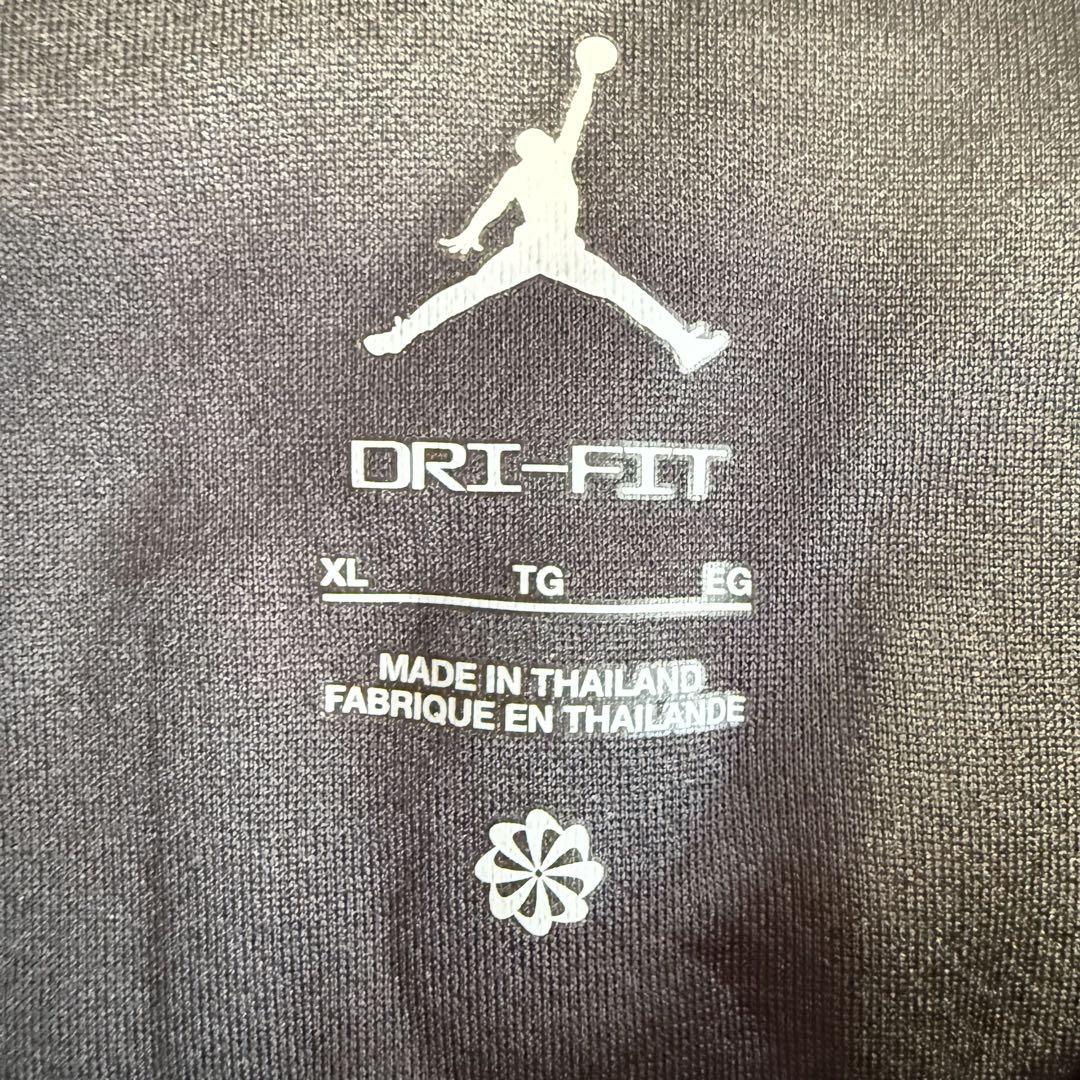 DRI-FIT
XL TG EG
MADE IN THAILAND
FABRIQUE EN THAILANDE